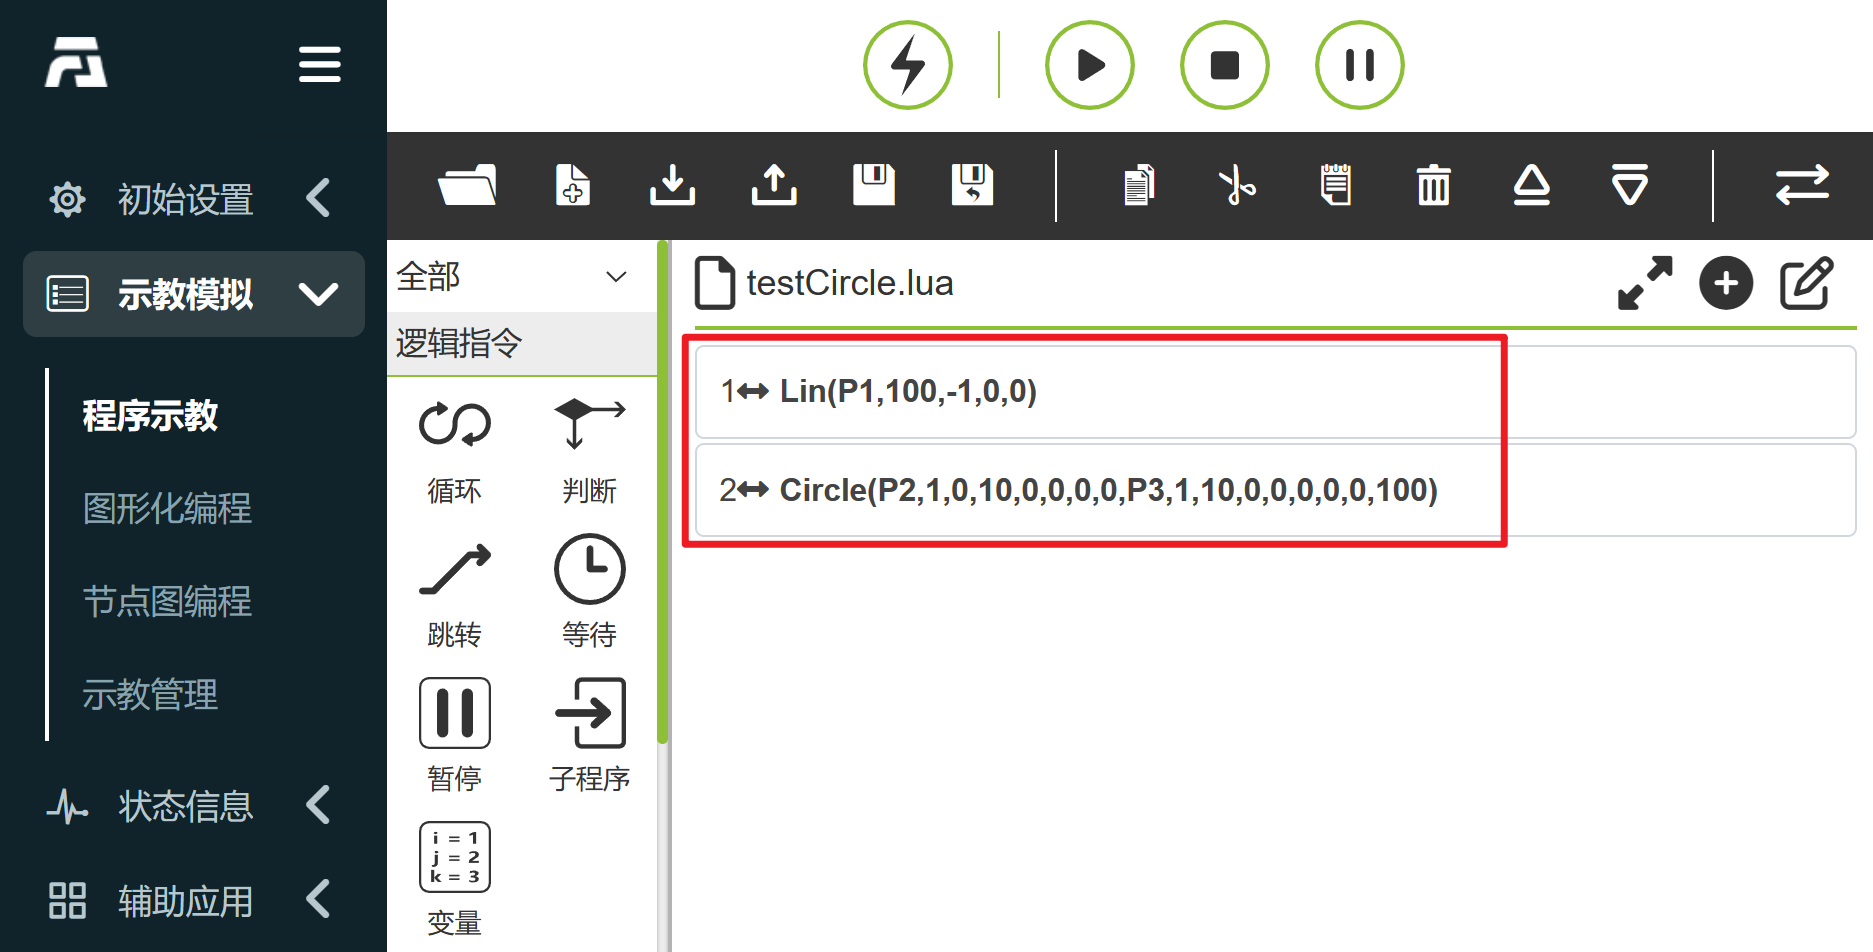 初始设置
示教模拟
程序示教
图形化编程
节点图编程
示教管理
状态信息
辅助应用
全部
逻辑指令
循环
判断
跳转
等待
暂停
子程序
i = 1
j = 2
k = 3
变量
testCircle.lua
1 Lin(P1,100,-1,0,0)
2 Circle(P2,1,0,10,0,0,0,0,P3,1,10,0,0,0,0,0,100)